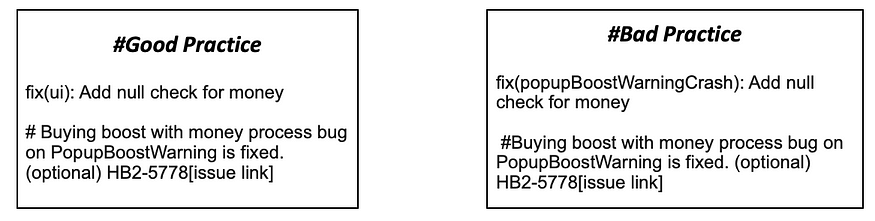 #Good Practice
fix(ui): Add null check for money
# Buying boost with money process bug
on PopupBoostWarning is fixed.
(optional) HB2-5778[issue link]
#Bad Practice
fix(popupBoostWarningCrash): Add null
check for money
#Buying boost with money process bug on
PopupBoostWarning is fixed. (optional)
HB2-5778[issue link]